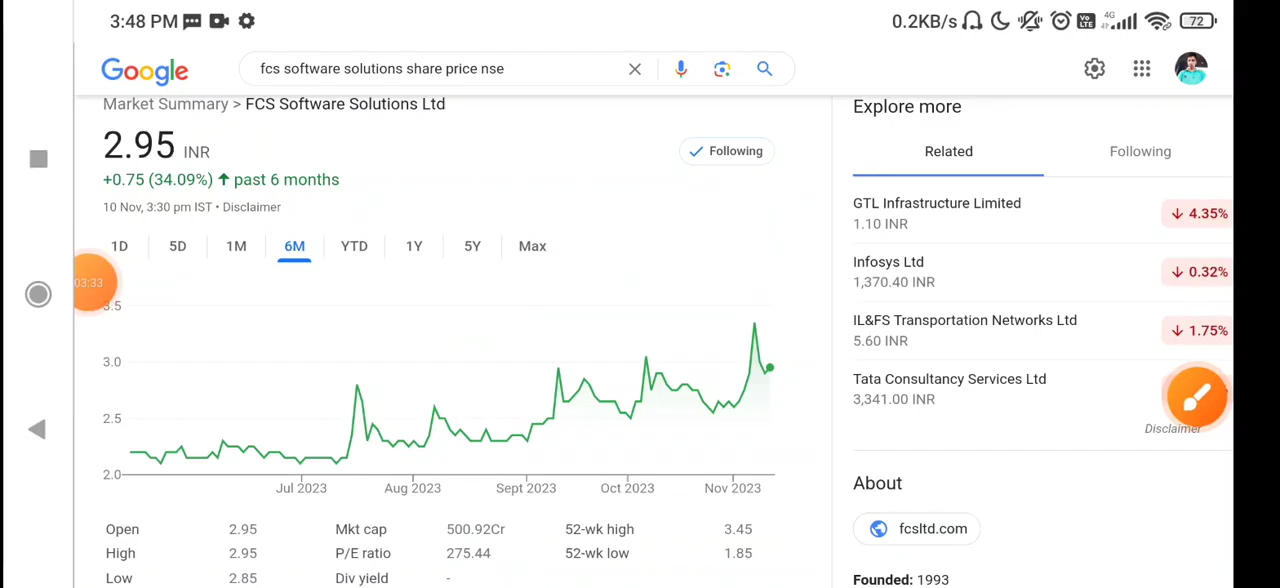 3:48 PM
0.2KB/s
Vo LTE
4G
72
Google
fcs software solutions share price nse
Market Summary > FCS Software Solutions Ltd
2.95 INR
Following
+0.75 (34.09%) ↑ past 6 months
10 Nov, 3:30 pm IST • Disclaimer
1D 5D 1M 6M YTD 1Y 5Y Max
03:33
3.5
3.0
2.5
2.0
Jul 2023 Aug 2023 Sept 2023 Oct 2023 Nov 2023
Open 2.95 Mkt cap 500.92Cr 52-wk high 3.45
High 2.95 P/E ratio 275.44 52-wk low 1.85
Low 2.85 Div yield -
Explore more
Related Following
GTL Infrastructure Limited
1.10 INR
↓ 4.35%
Infosys Ltd
1,370.40 INR
↓ 0.32%
IL&FS Transportation Networks Ltd
5.60 INR
↓ 1.75%
Tata Consultancy Services Ltd
3,341.00 INR
Disclaimer
About
fcsltd.com
Founded: 1993